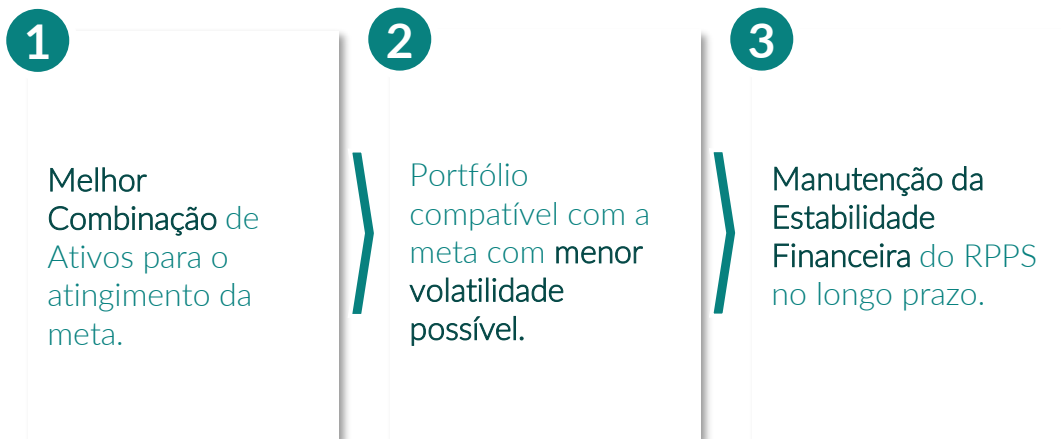 1
Melhor
Combinação de
Ativos para o
atingimento da
meta.
2
Portfólio
compatível com a
meta com menor
volatilidade
possível.
3
Manutenção da
Estabilidade
Financeira do RPPS
no longo prazo.